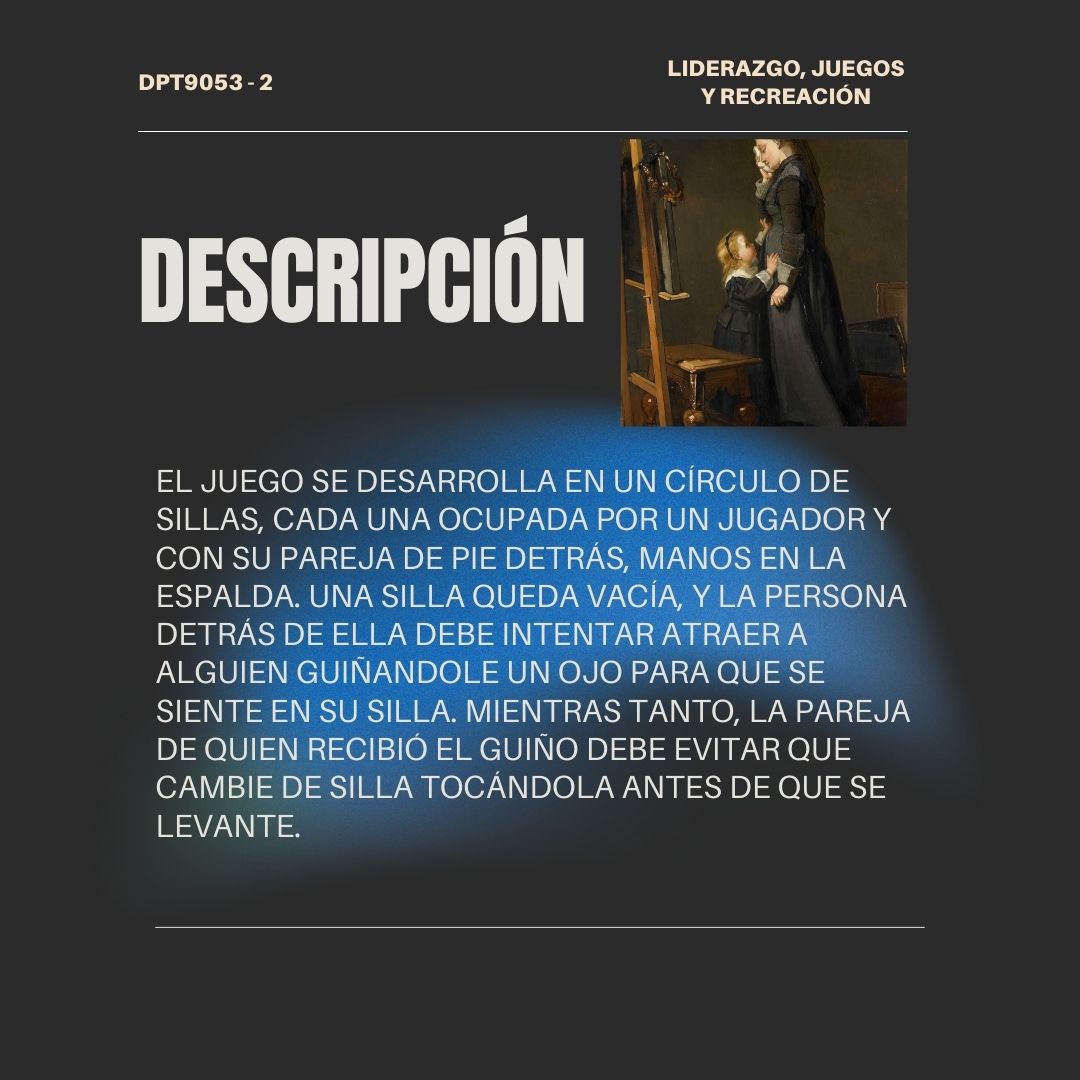 DPT9053 - 2
LIDERAZGO, JUEGOS
Y RECREACIÓN
DESCRIPCIÓN
EL JUEGO SE DESARROLLA EN UN CÍRCULO DE
SILLAS, CADA UNA OCUPADA POR UN JUGADOR Y
CON SU PAREJA DE PIE DETRÁS, MANOS EN LA
ESPALDA. UNA SILLA QUEDA VACÍA, Y LA PERSONA
DETRÁS DE ELLA DEBE INTENTAR ATRAER A
ALGUIEN GUIÑANDOLE UN OJO PARA QUE SE
SIENTE EN SU SILLA. MIENTRAS TANTO, LA PAREJA
DE QUIEN RECIBIÓ EL GUIÑO DEBE EVITAR QUE
CAMBIE DE SILLA TOCÁNDOLA ANTES DE QUE SE
LEVANTE.